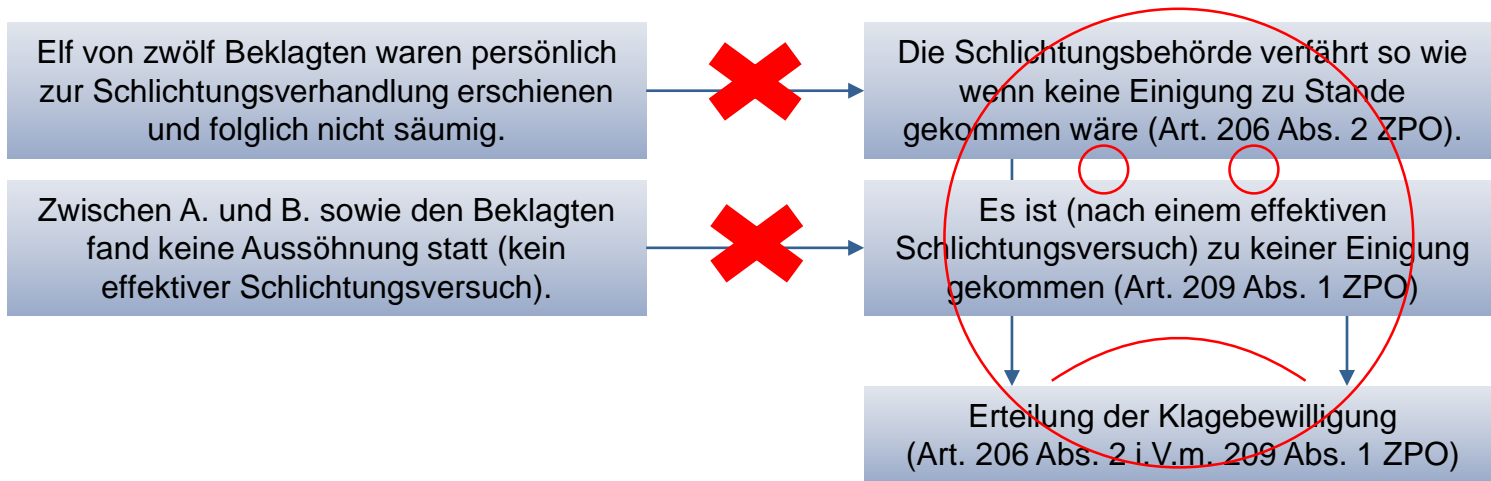 Elf von zwölf Beklagten waren persönlich
zur Schlichtungsverhandlung erschienen
und folglich nicht säumig.
Die Schlichtungsbehörde verfährt so wie
wenn keine Einigung zu Stande
gekommen wäre (Art. 206 Abs. 2 ZPO).
Zwischen A. und B. sowie den Beklagten
fand keine Aussöhnung statt (kein
effektiver Schlichtungsversuch).
Es ist (nach einem effektiven
Schlichtungsversuch) zu keiner Einigung
gekommen (Art. 209 Abs. 1 ZPO)
Erteilung der Klagebewilligung
(Art. 206 Abs. 2 i.V.m. 209 Abs. 1 ZPO)